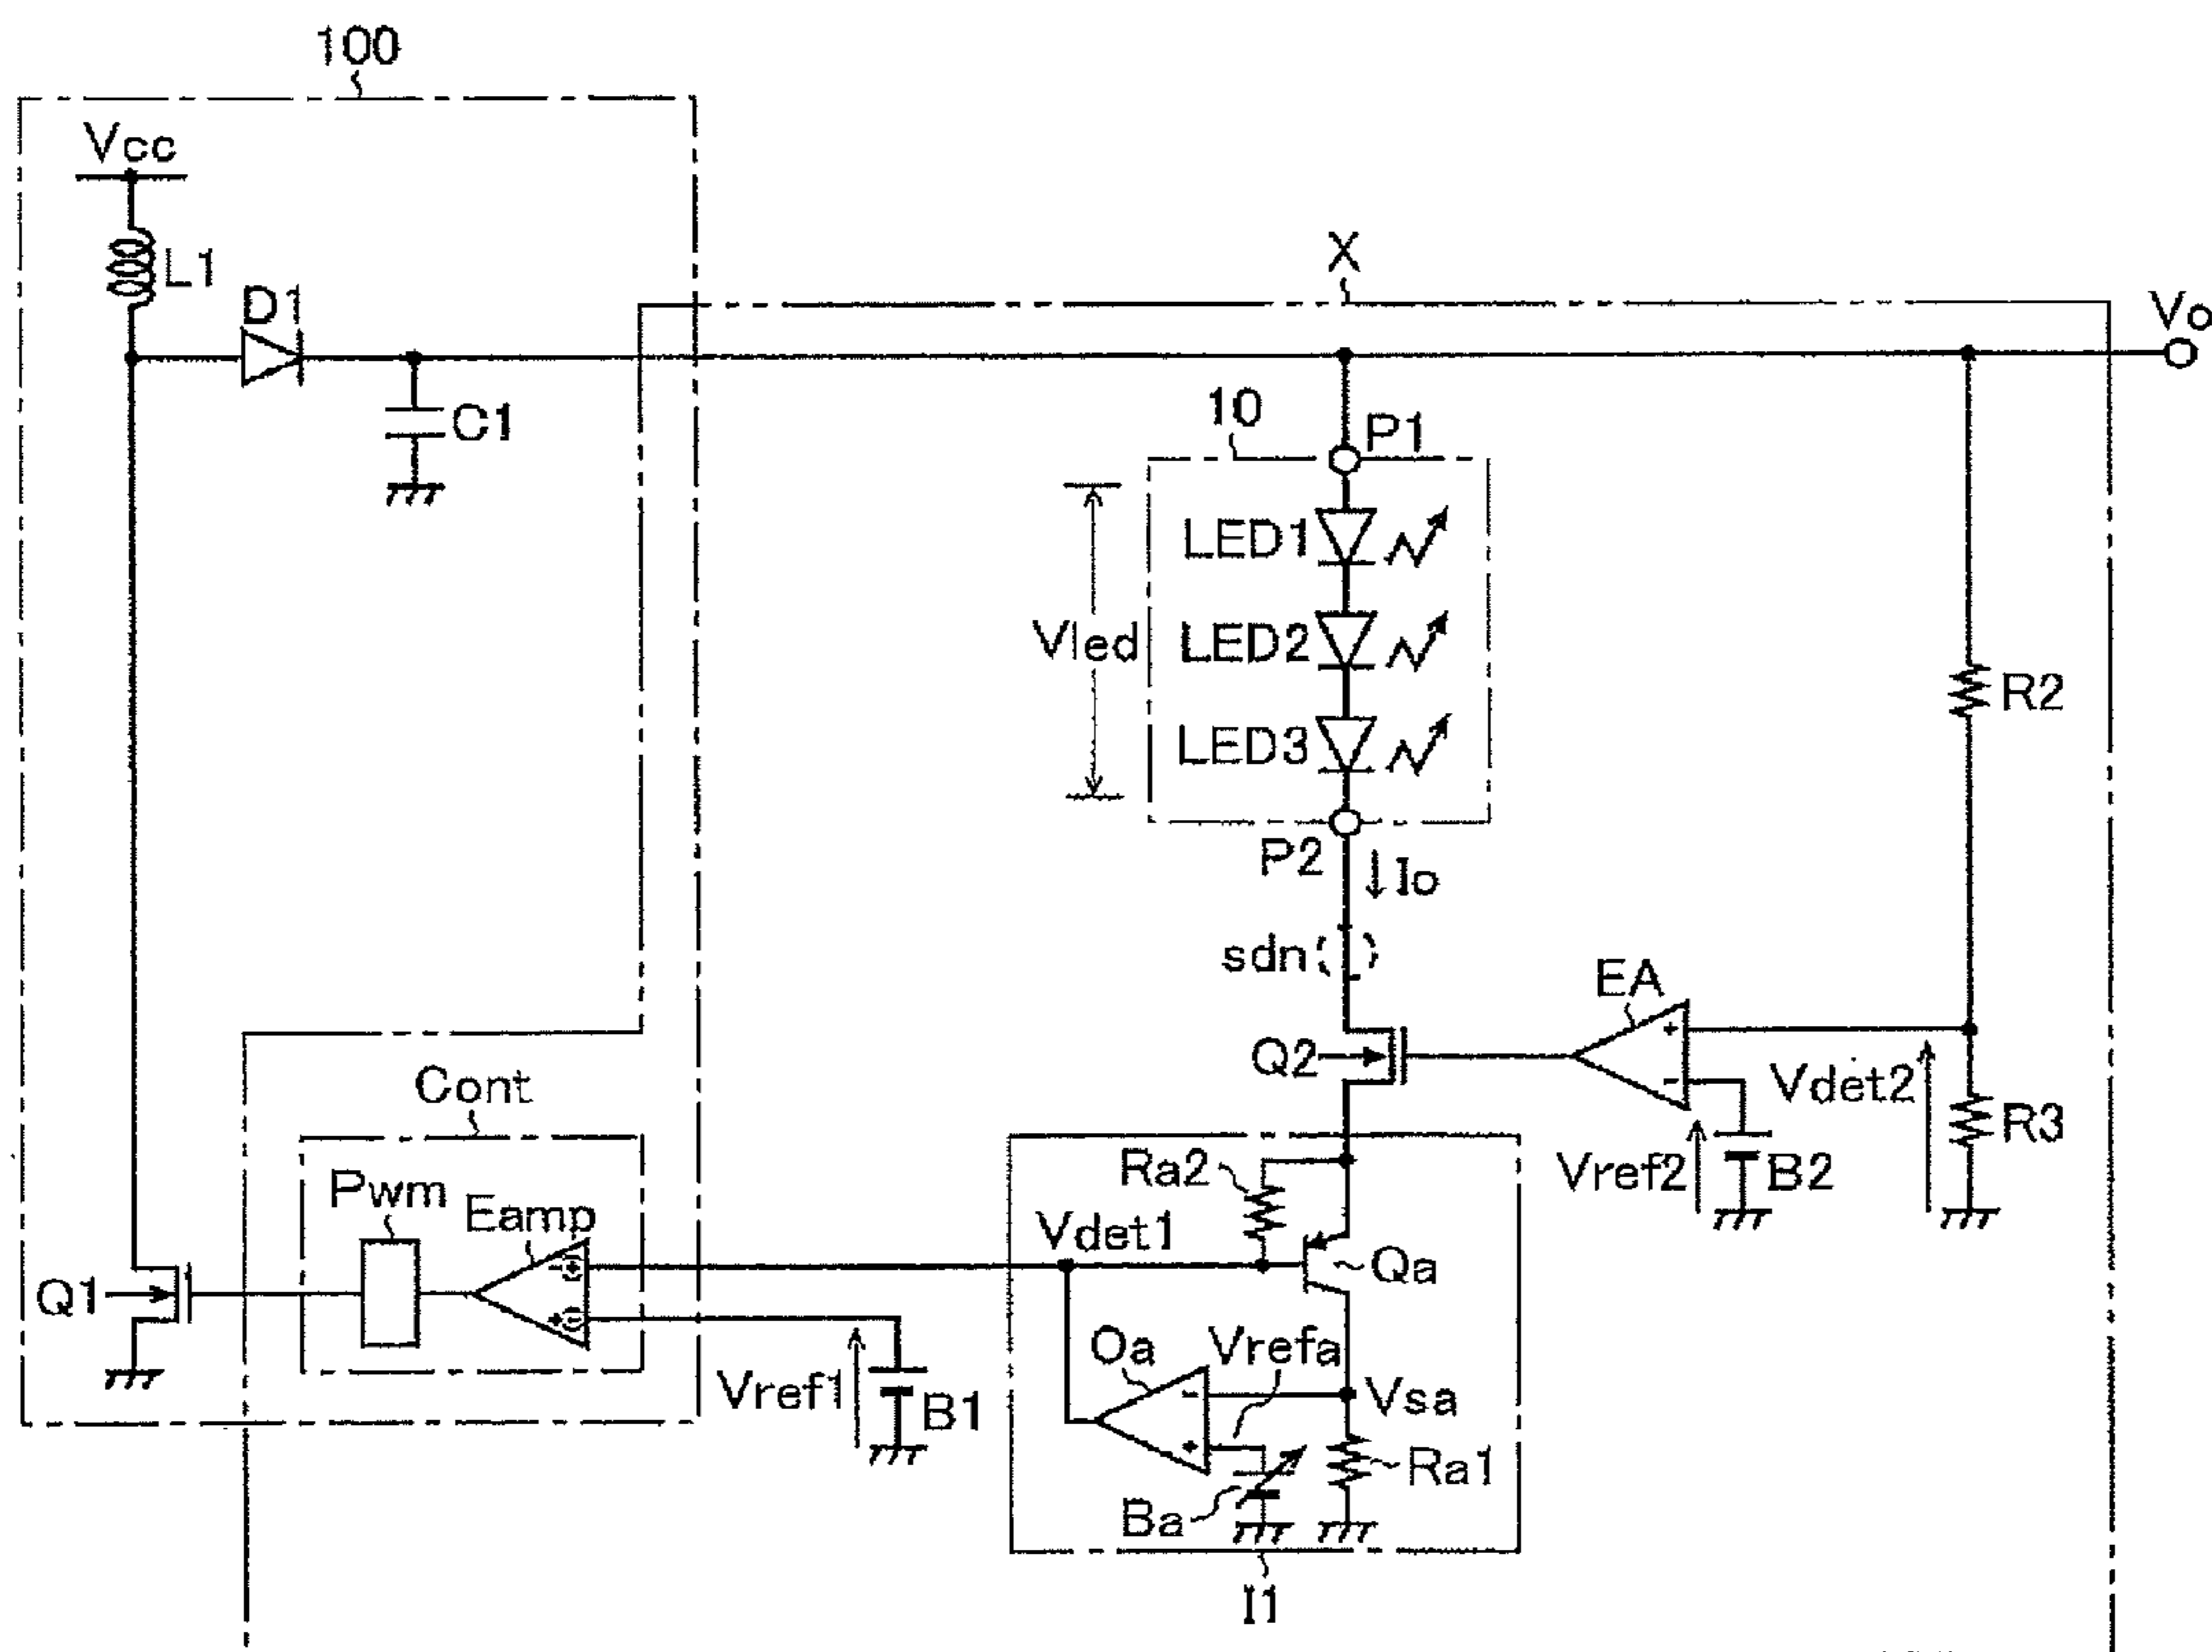 100
Vcc
L1
D1
C1
X
Vo
10
P1
LED1
LED2
LED3
Vled
P2
Io
sdn
R2
EA
+
-
Q2
Vdet2
R3
Vref2
B2
Cont
Pwm
Eamp
-(+)
+(-)
Q1
Vref1
B1
Ra2
Vdet1
Qa
Oa
Vrefa
-
+
Vsa
Ra1
Ba
I1